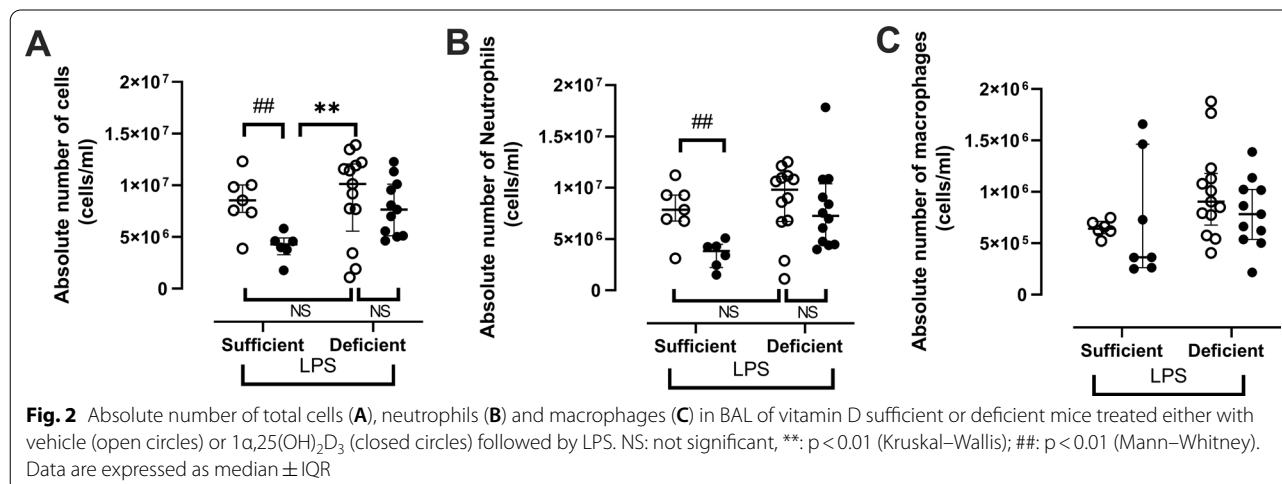 A
Absolute number of cells
(cells/ml)
2×10⁷
1.5×10⁷
1×10⁷
5×10⁶
0
##
**
NS
NS
Sufficient Deficient
LPS
B
Absolute number of Neutrophils
(cells/ml)
2×10⁷
1.5×10⁷
1×10⁷
5×10⁶
0
##
NS
NS
Sufficient Deficient
LPS
C
Absolute number of macrophages
(cells/ml)
2×10⁶
1.5×10⁶
1×10⁶
5×10⁵
0
Sufficient Deficient
LPS
Fig. 2 Absolute number of total cells (A), neutrophils (B) and macrophages (C) in BAL of vitamin D sufficient or deficient mice treated either with
vehicle (open circles) or 1α,25(OH)₂D₃ (closed circles) followed by LPS. NS: not significant, **: p < 0.01 (Kruskal–Wallis); ##: p < 0.01 (Mann–Whitney).
Data are expressed as median ± IQR